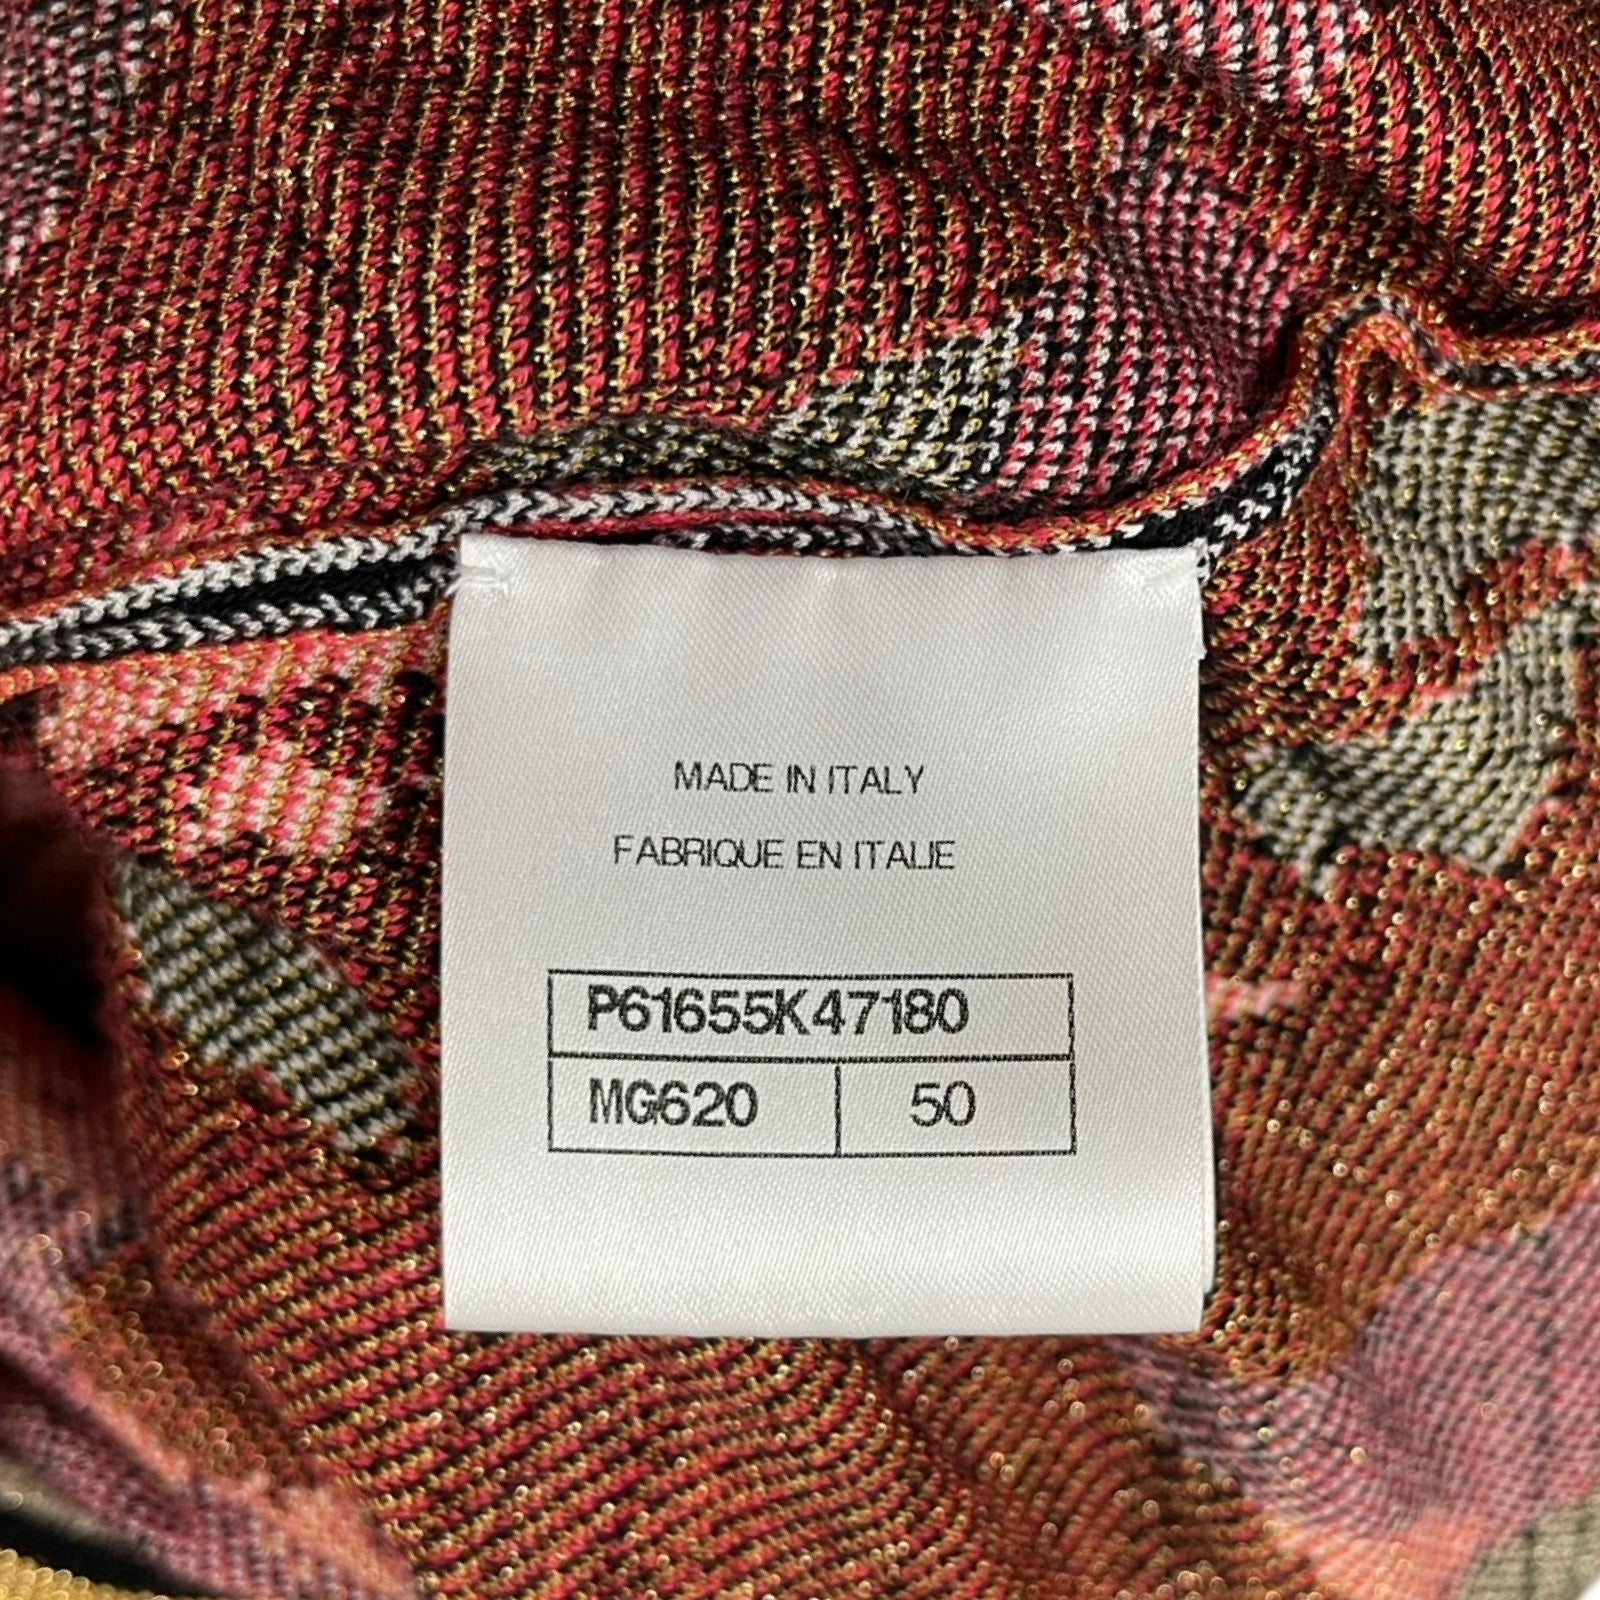 MADE IN ITALY
FABRIQUE EN ITALIE
P61655K47180
MG620 50